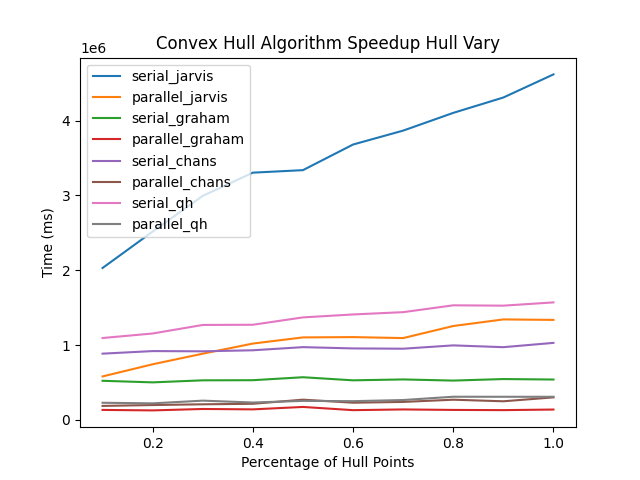 Convex Hull Algorithm Speedup Hull Vary
1e6
serial_jarvis
parallel_jarvis
serial_graham
parallel_graham
serial_chans
parallel_chans
serial_qh
parallel_qh
Time (ms)
4
3
2
1
0
0.2 0.4 0.6 0.8 1.0
Percentage of Hull Points